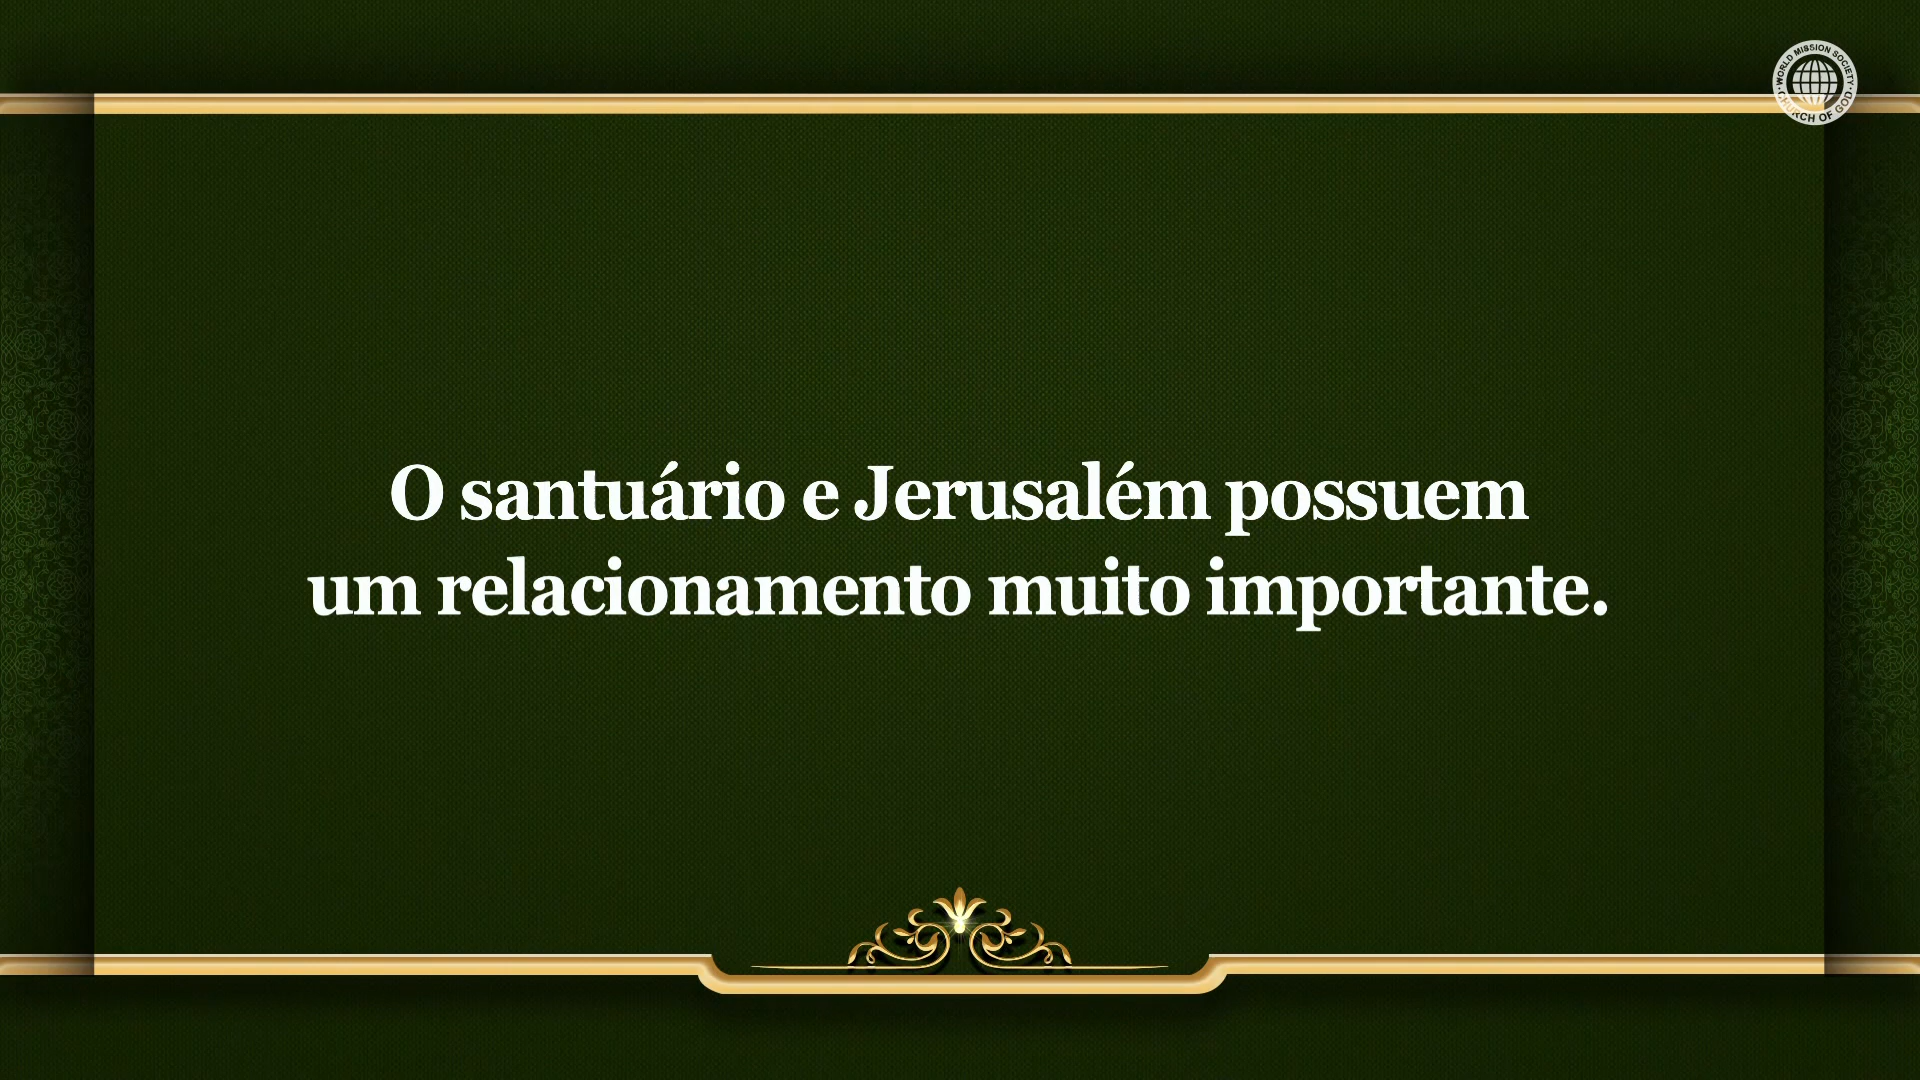 WORLD MISSION SOCIETY
CHURCH OF GOD
O santuário e Jerusalém possuem
um relacionamento muito importante.